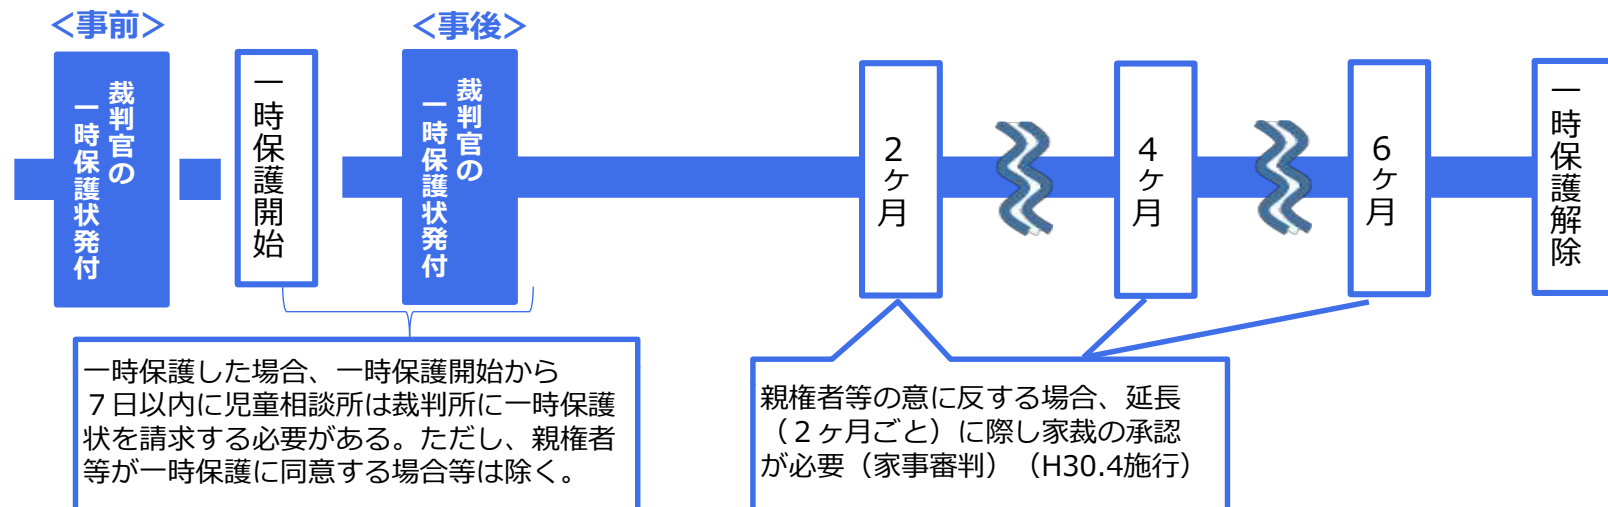 ＜事前＞
裁判官の
一時保護状発付
一時保護開始
＜事後＞
裁判官の
一時保護状発付
2ヶ月
4ヶ月
6ヶ月
一時保護解除
一時保護した場合、一時保護開始から
７日以内に児童相談所は裁判所に一時保護
状を請求する必要がある。ただし、親権者
等が一時保護に同意する場合等は除く。
親権者等の意に反する場合、延長
（２ヶ月ごと）に際し家裁の承認
が必要（家事審判）（H30.4施行）